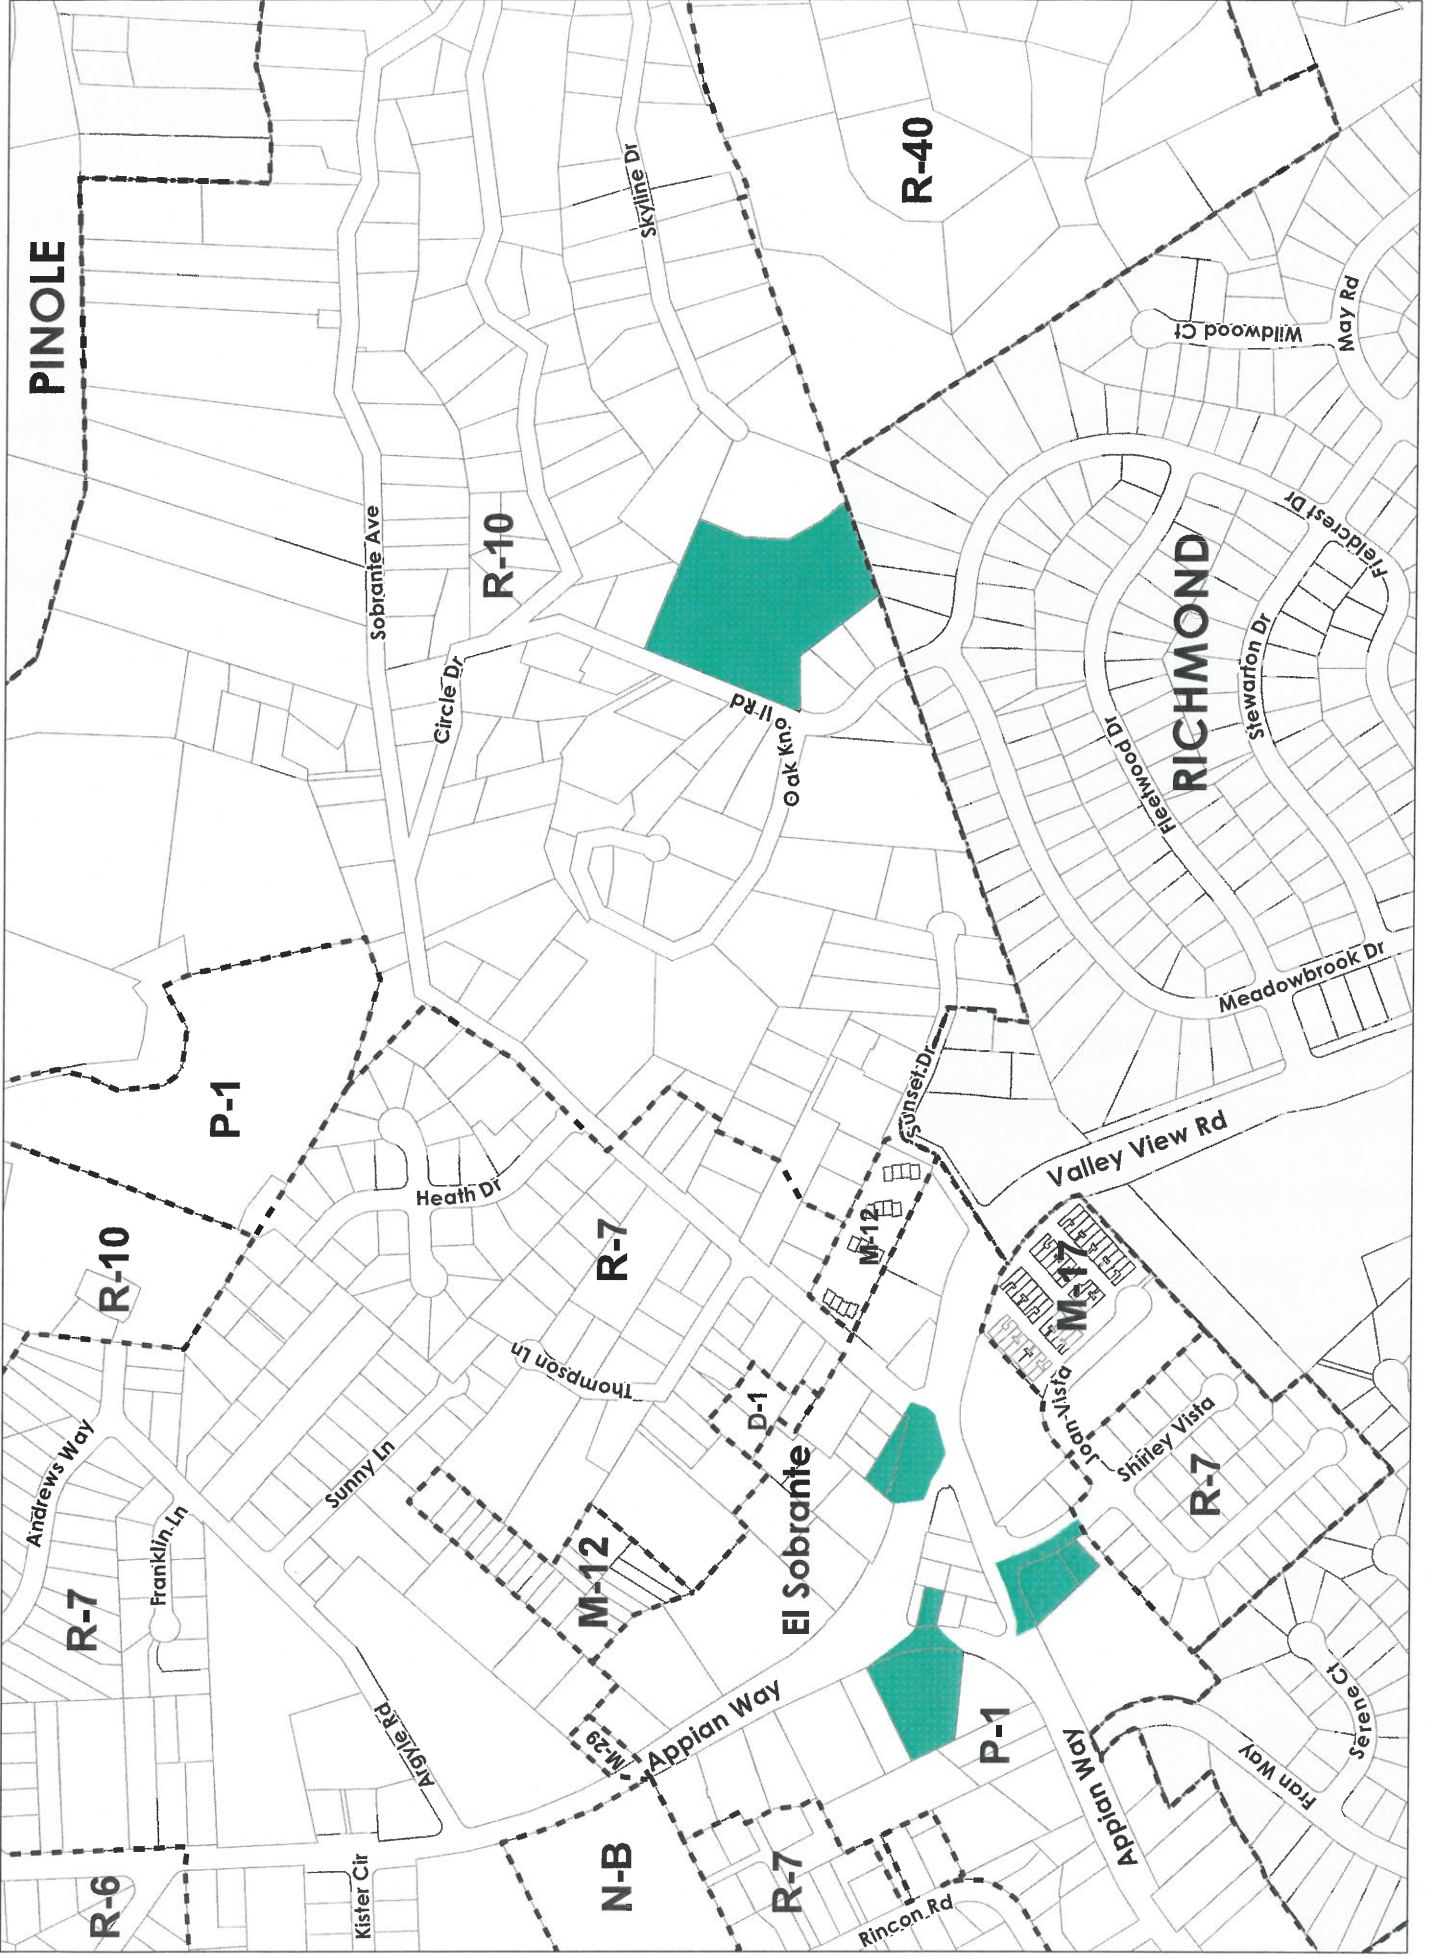 PINOLE
R-40
Skyline Dr
Wildwood Ct
May Rd
Sobrante Ave
R-10
Fieldcrest Dr
RICHMOND
Stewarton Dr
Circle Dr
Oak Knoll Rd
Fleetwood Dr
Meadowbrook Dr
P-1
Sunset Dr
Valley View Rd
Heath Dr
R-10
R-7
M-12
M-17
Thompson Ln
Joan Vista
D-1
Shirley Vista
Andrews Way
Sunny Ln
Franklin Ln
R-7
M-12
El Sobrante
R-7
Argyle Rd
M-29
Appian Way
P-1
Appian Way
Serene Ct
Fran Way
R-6
Kister Cir
N-B
R-7
Rincon Rd